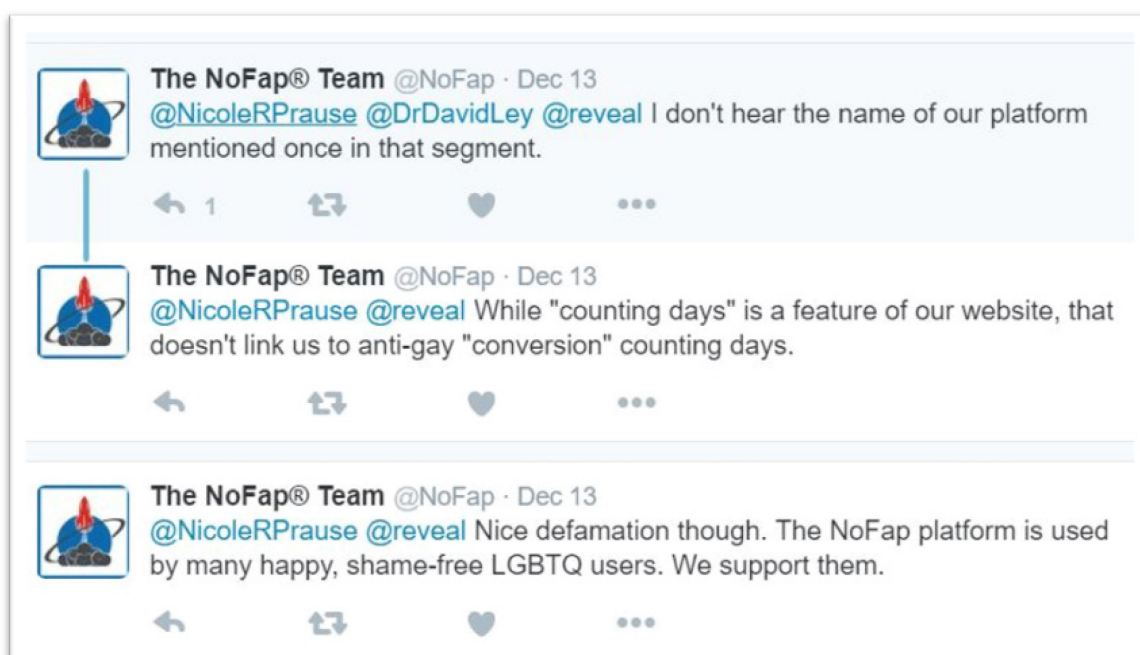 The NoFap® Team @NoFap · Dec 13
@NicoleRPrause @DrDavidLey @reveal I don't hear the name of our platform
mentioned once in that segment.
1
The NoFap® Team @NoFap · Dec 13
@NicoleRPrause @reveal While "counting days" is a feature of our website, that
doesn't link us to anti-gay "conversion" counting days.
The NoFap® Team @NoFap · Dec 13
@NicoleRPrause @reveal Nice defamation though. The NoFap platform is used
by many happy, shame-free LGBTQ users. We support them.